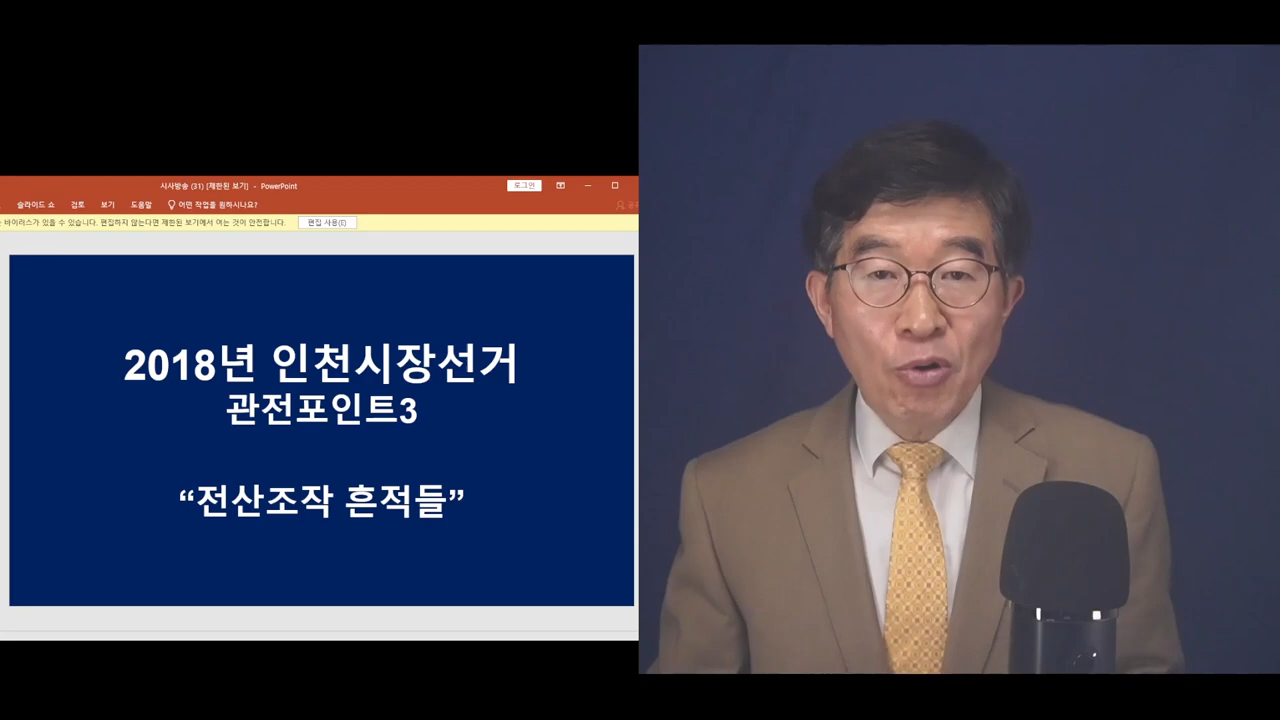 시사방송 (31) [제한된 보기] - PowerPoint
로그인
슬라이드 쇼 검토 보기 도움말 어떤 작업을 원하시나요?
바이러스가 있을 수 있습니다. 편집하지 않는다면 제한된 보기에서 여는 것이 안전합니다. 편집 사용(E)
2018년 인천시장선거
관전포인트3
“전산조작 흔적들”